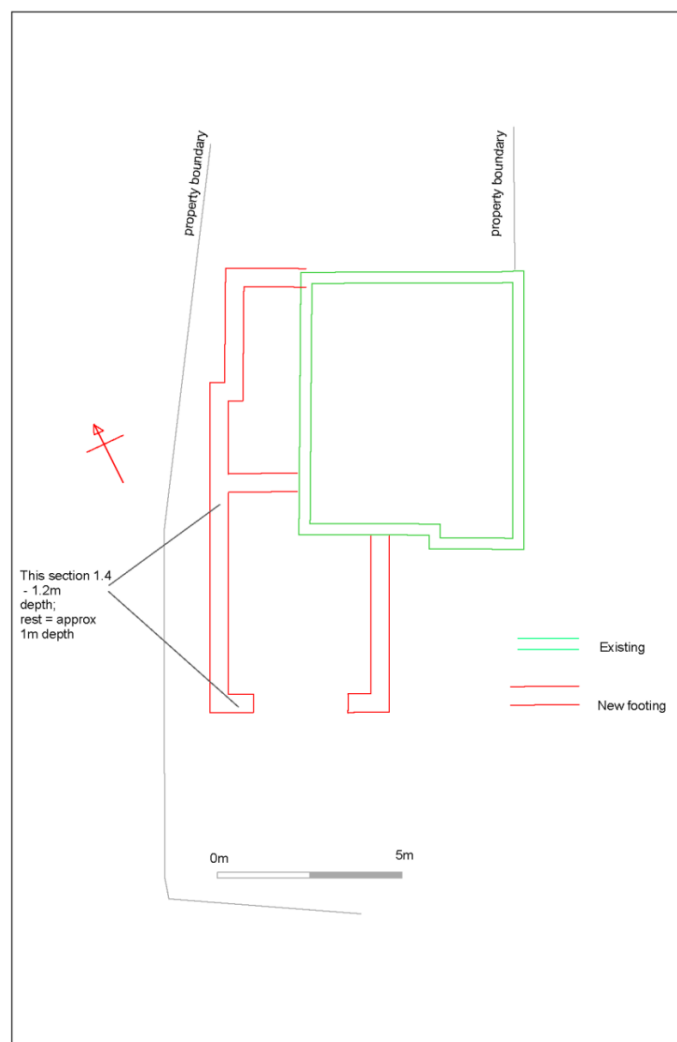 property boundary
property boundary
This section 1.4
- 1.2m
depth;
rest = approx
1m depth
Existing
New footing
0m
5m